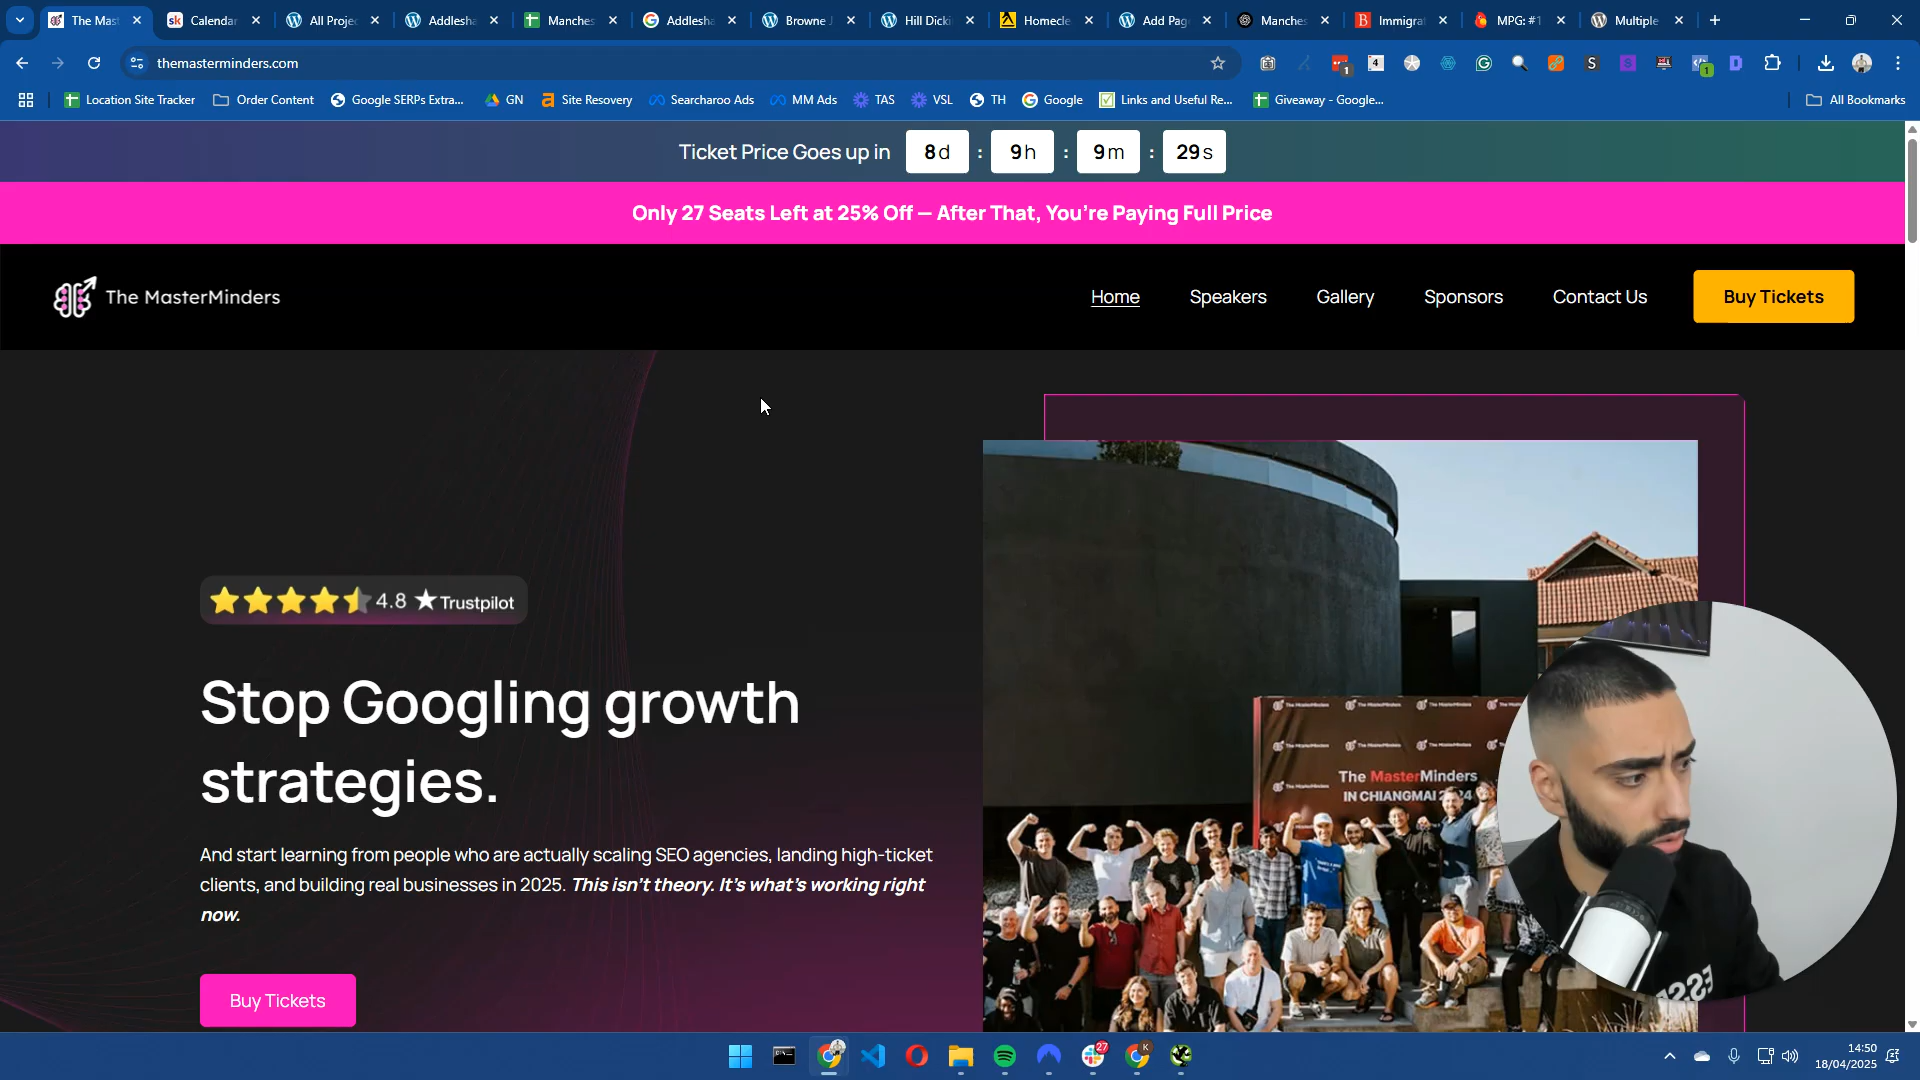 The Mast
Calendar
All Projec
Addlesha
Manches
Addlesha
Browne J
Hill Dicki
Homecle
Add Pag
Manches
Immigrat
MPG: #1
Multiple
themasterminders.com
Location Site Tracker
Order Content
Google SERPs Extra...
GN
Site Recovery
Searcharoo Ads
MM Ads
TAS
VSL
TH
Google
Links and Useful Re...
Giveaway - Google...
All Bookmarks
Ticket Price Goes up in 8d : 9h : 9m : 29s
Only 27 Seats Left at 25% Off — After That, You're Paying Full Price
The MasterMinders
Home
Speakers
Gallery
Sponsors
Contact Us
Buy Tickets
4.8 Trustpilot
Stop Googling growth
strategies.
And start learning from people who are actually scaling SEO agencies, landing high-ticket
clients, and building real businesses in 2025. This isn't theory. It's what's working right
now.
Buy Tickets
The MasterMinders
IN CHIANGMAI 2024
14:50
18/04/2025